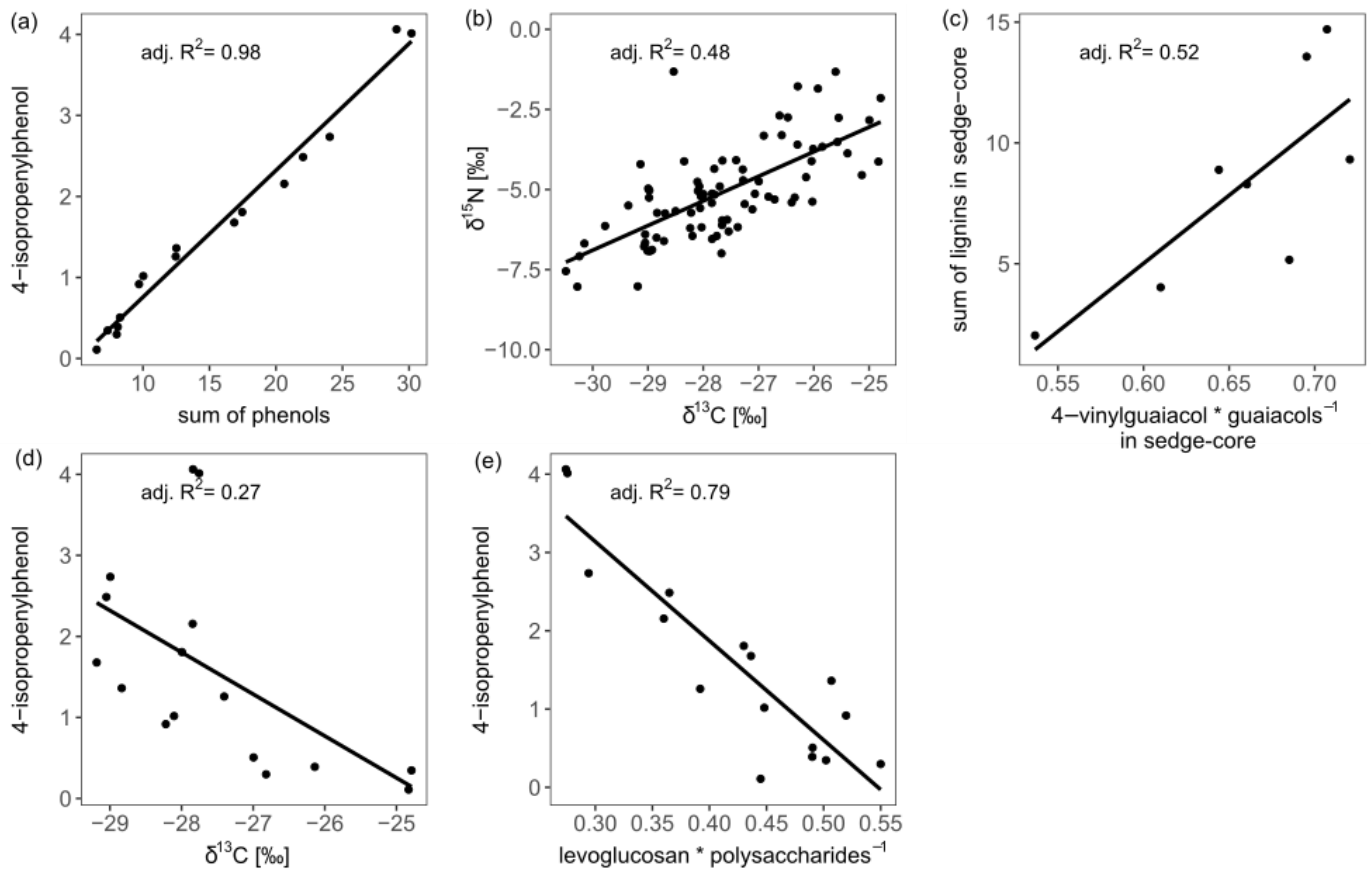 (a)
adj. R²= 0.98
4−isopropenylphenol
4
3
2
1
0
10
15
20
25
30
sum of phenols
(b)
adj. R²= 0.48
δ¹⁵N [‰]
0.0
−2.5
−5.0
−7.5
−10.0
−30
−29
−28
−27
−26
−25
δ¹³C [‰]
(c)
adj. R²= 0.52
sum of lignins in sedge−core
15
10
5
0.55
0.60
0.65
0.70
4−vinylguaiacol * guaiacols⁻¹
in sedge−core
(d)
adj. R²= 0.27
4−isopropenylphenol
4
3
2
1
0
−29
−28
−27
−26
−25
δ¹³C [‰]
(e)
adj. R²= 0.79
4−isopropenylphenol
4
3
2
1
0
0.30
0.35
0.40
0.45
0.50
0.55
levoglucosan * polysaccharides⁻¹